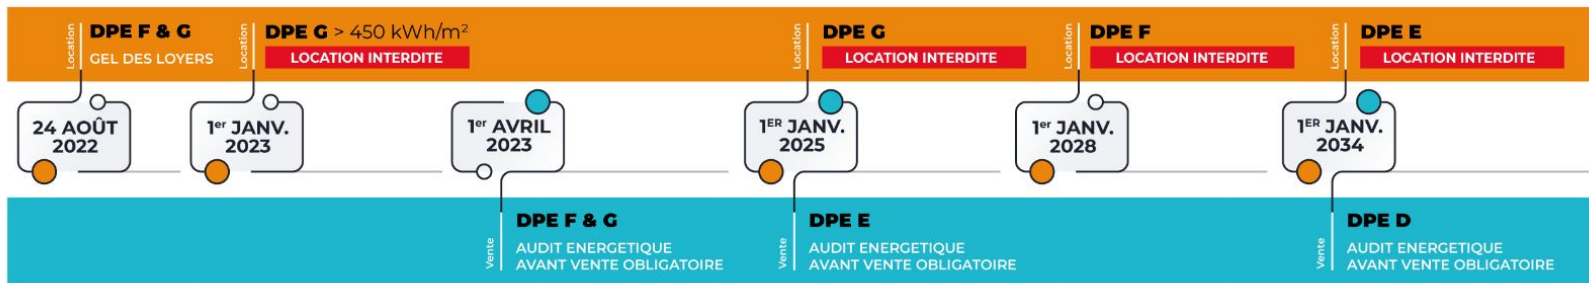 Location
DPE F & G
GEL DES LOYERS
Location
DPE G > 450 kWh/m²
LOCATION INTERDITE
Location
DPE G
LOCATION INTERDITE
Location
DPE F
LOCATION INTERDITE
Location
DPE E
LOCATION INTERDITE
24 AOÛT
2022
1er JANV.
2023
1er AVRIL
2023
1ER JANV.
2025
1er JANV.
2028
1ER JANV.
2034
Vente
DPE F & G
AUDIT ENERGETIQUE
AVANT VENTE OBLIGATOIRE
Vente
DPE E
AUDIT ENERGETIQUE
AVANT VENTE OBLIGATOIRE
Vente
DPE D
AUDIT ENERGETIQUE
AVANT VENTE OBLIGATOIRE